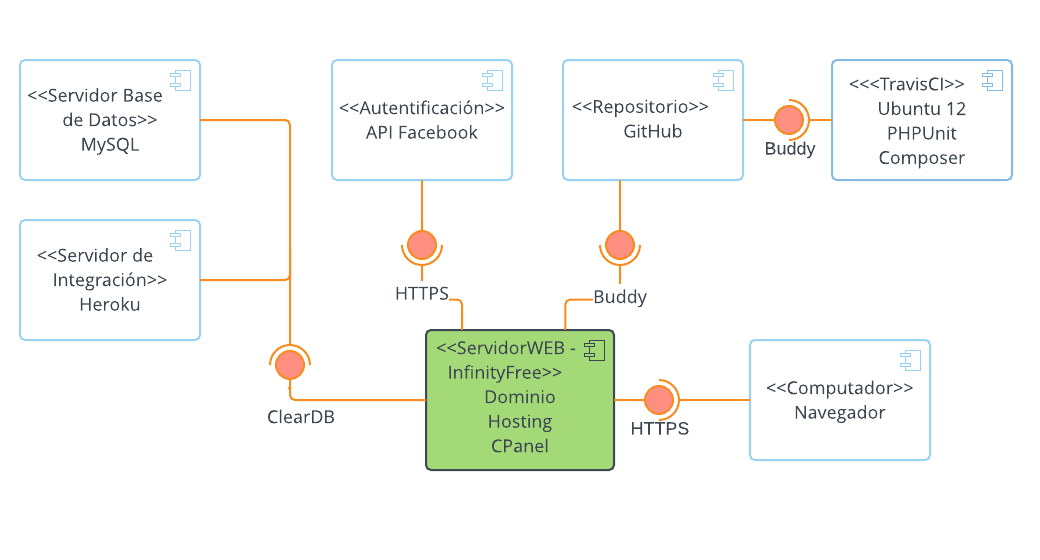 <<Servidor Base
de Datos>>
MySQL
<<Autentificación>>
API Facebook
<<Repositorio>>
GitHub
Buddy
<<<TravisCI>>
Ubuntu 12
PHPUnit
Composer
<<Servidor de
Integración>>
Heroku
HTTPS
Buddy
ClearDB
<<ServidorWEB -
InfinityFree>>
Dominio
Hosting
CPanel
HTTPS
<<Computador>>
Navegador